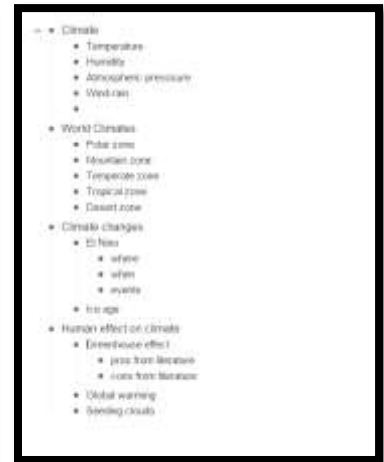 Climate
Temperature
Humidity
Atmospheric presssure
Wind-rain
World Climates
Polar zone
Mountain zone
Temperate zone
Tropical zone
Desert zone
Climate changes
El Nino
where
when
events
Ice age
Human effect on climate
Greenhouse effect
pros from literature
cons from literature
Global warming
Seeding clouds